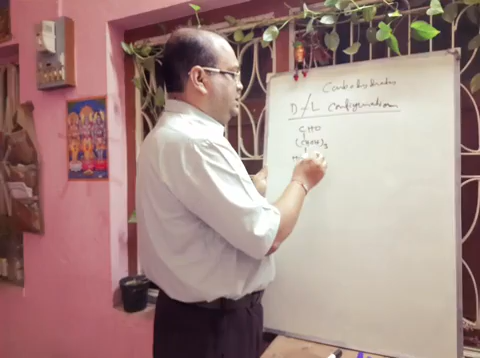 Carbohydrates
D/L configuration
CHO
(CHOH)3
H